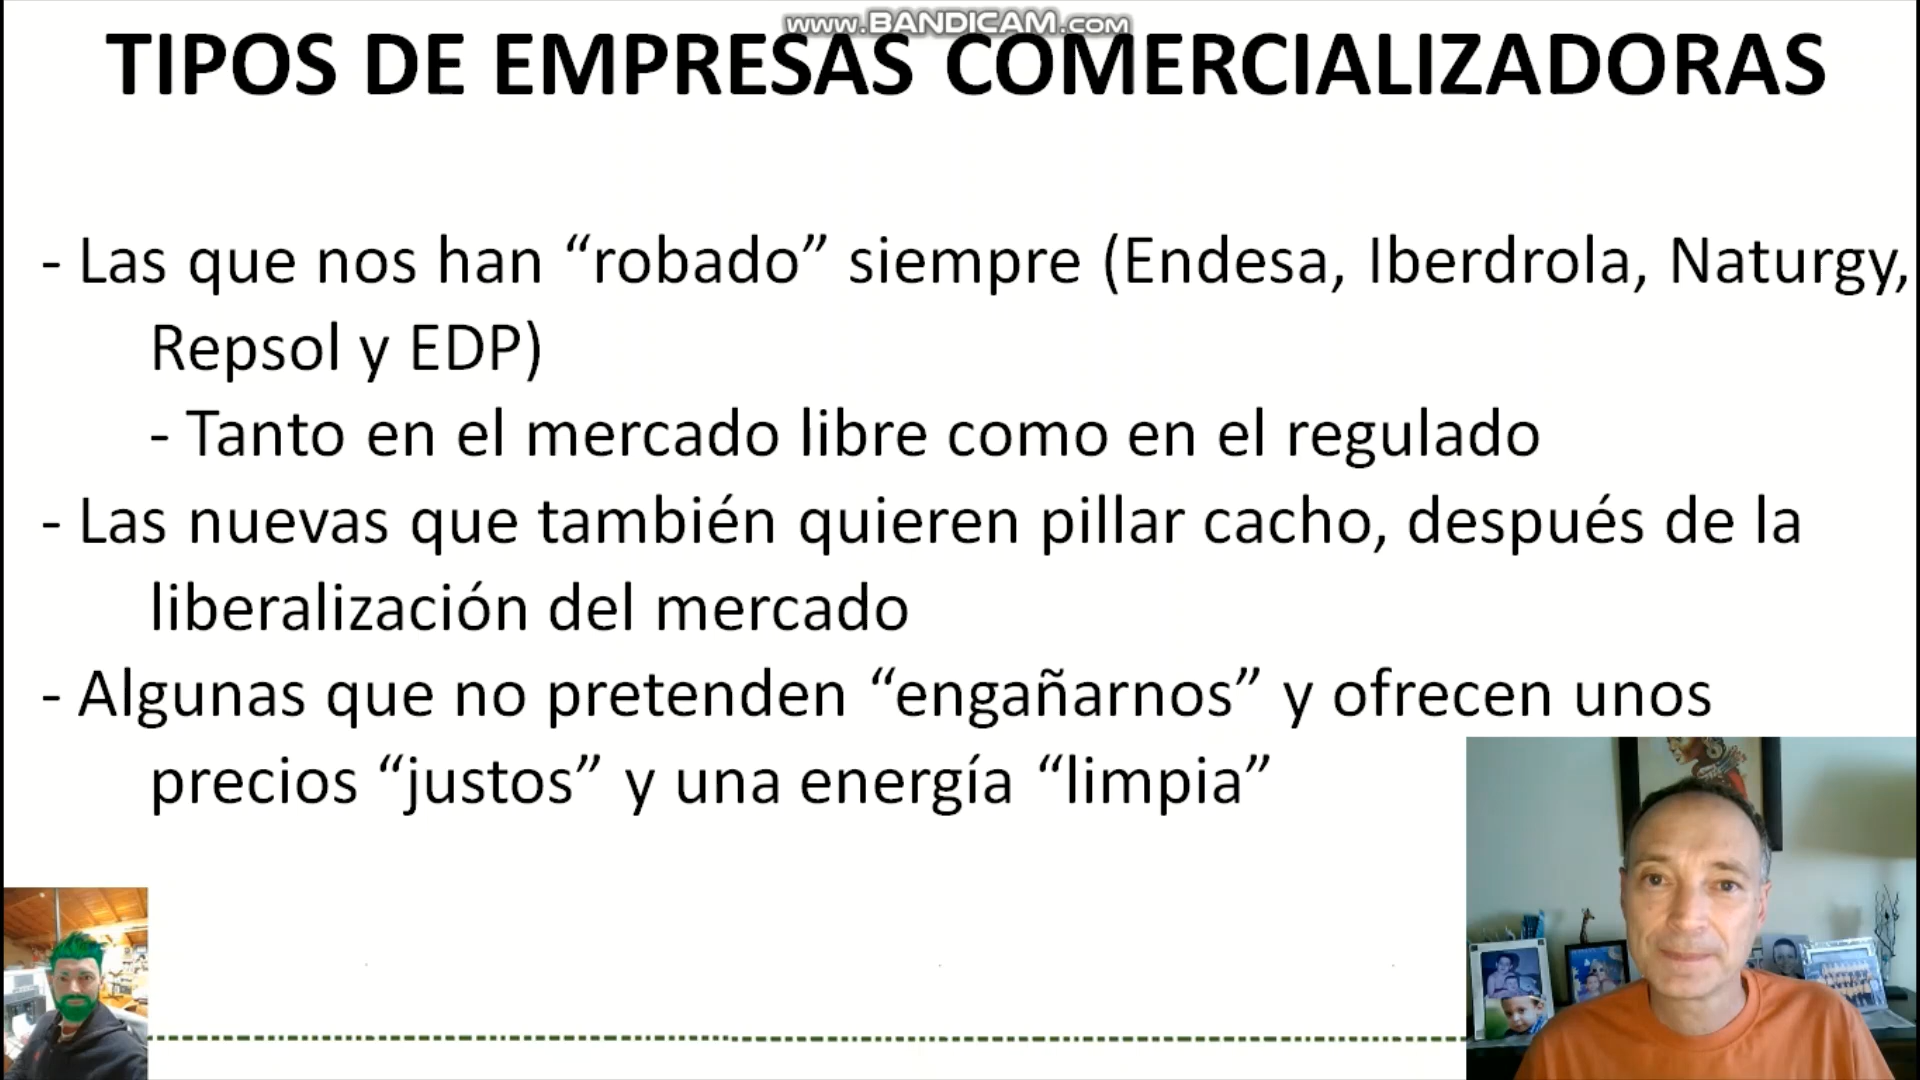 www.BANDICAM.com
TIPOS DE EMPRESAS COMERCIALIZADORAS
- Las que nos han “robado” siempre (Endesa, Iberdrola, Naturgy,
Repsol y EDP)
- Tanto en el mercado libre como en el regulado
- Las nuevas que también quieren pillar cacho, después de la
liberalización del mercado
- Algunas que no pretenden “engañarnos” y ofrecen unos
precios “justos” y una energía “limpia”